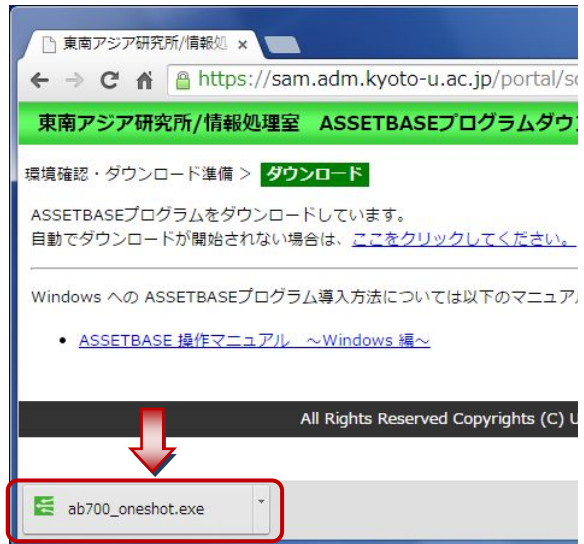 東南アジア研究所/情報処
https://sam.adm.kyoto-u.ac.jp/portal/so
東南アジア研究所/情報処理室 ASSETBASEプログラムダウ
環境確認・ダウンロード準備 > ダウンロード
ASSETBASEプログラムをダウンロードしています。
自動でダウンロードが開始されない場合は、ここをクリックしてください。
Windows への ASSETBASEプログラム導入方法については以下のマニュア
• ASSETBASE 操作マニュアル ～Windows 編～
All Rights Reserved Copyrights (C) U
ab700_oneshot.exe